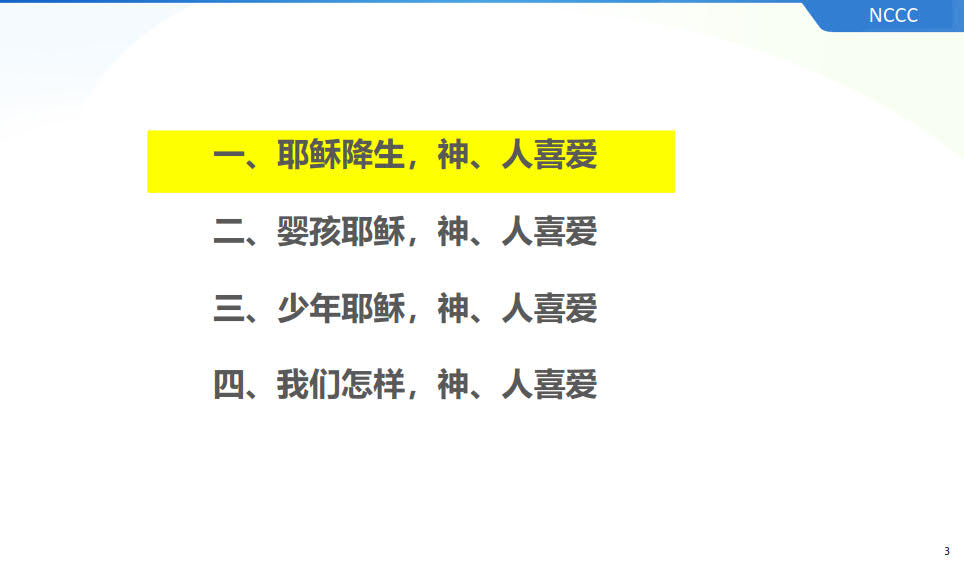 NCCC
一、耶稣降生，神、人喜爱
二、婴孩耶稣，神、人喜爱
三、少年耶稣，神、人喜爱
四、我们怎样，神、人喜爱
3